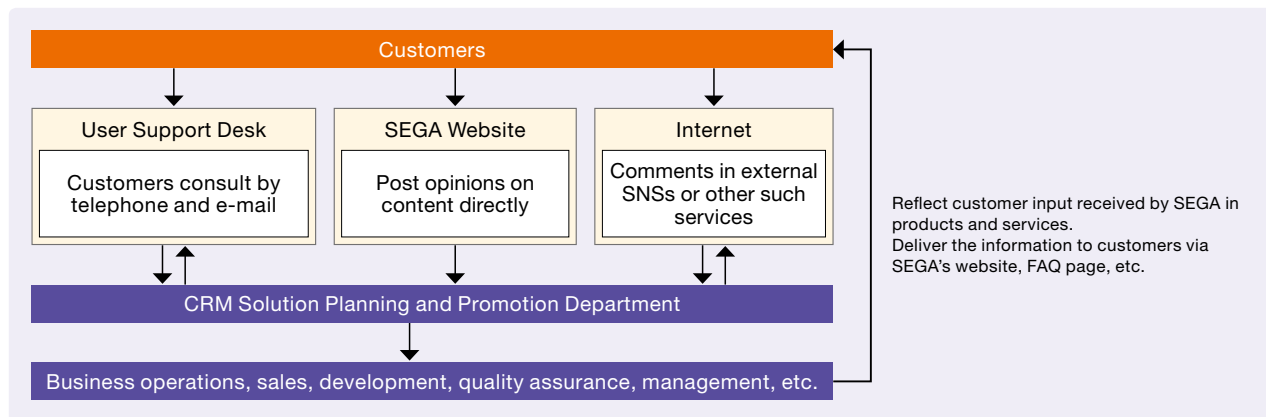 Customers
User Support Desk
Customers consult by
telephone and e-mail
SEGA Website
Post opinions on
content directly
Internet
Comments in external
SNSs or other such
services
CRM Solution Planning and Promotion Department
Business operations, sales, development, quality assurance, management, etc.
Reflect customer input received by SEGA in
products and services.
Deliver the information to customers via
SEGA’s website, FAQ page, etc.